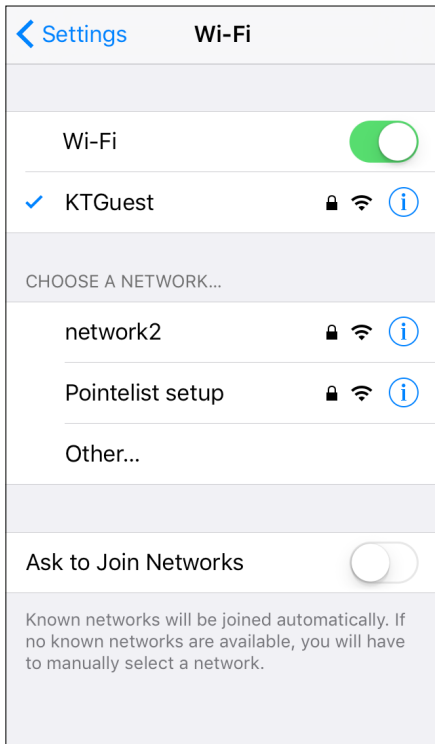 Settings Wi-Fi
Wi-Fi
KTGuest
CHOOSE A NETWORK...
network2
Pointelist setup
Other...
Ask to Join Networks
Known networks will be joined automatically. If
no known networks are available, you will have
to manually select a network.